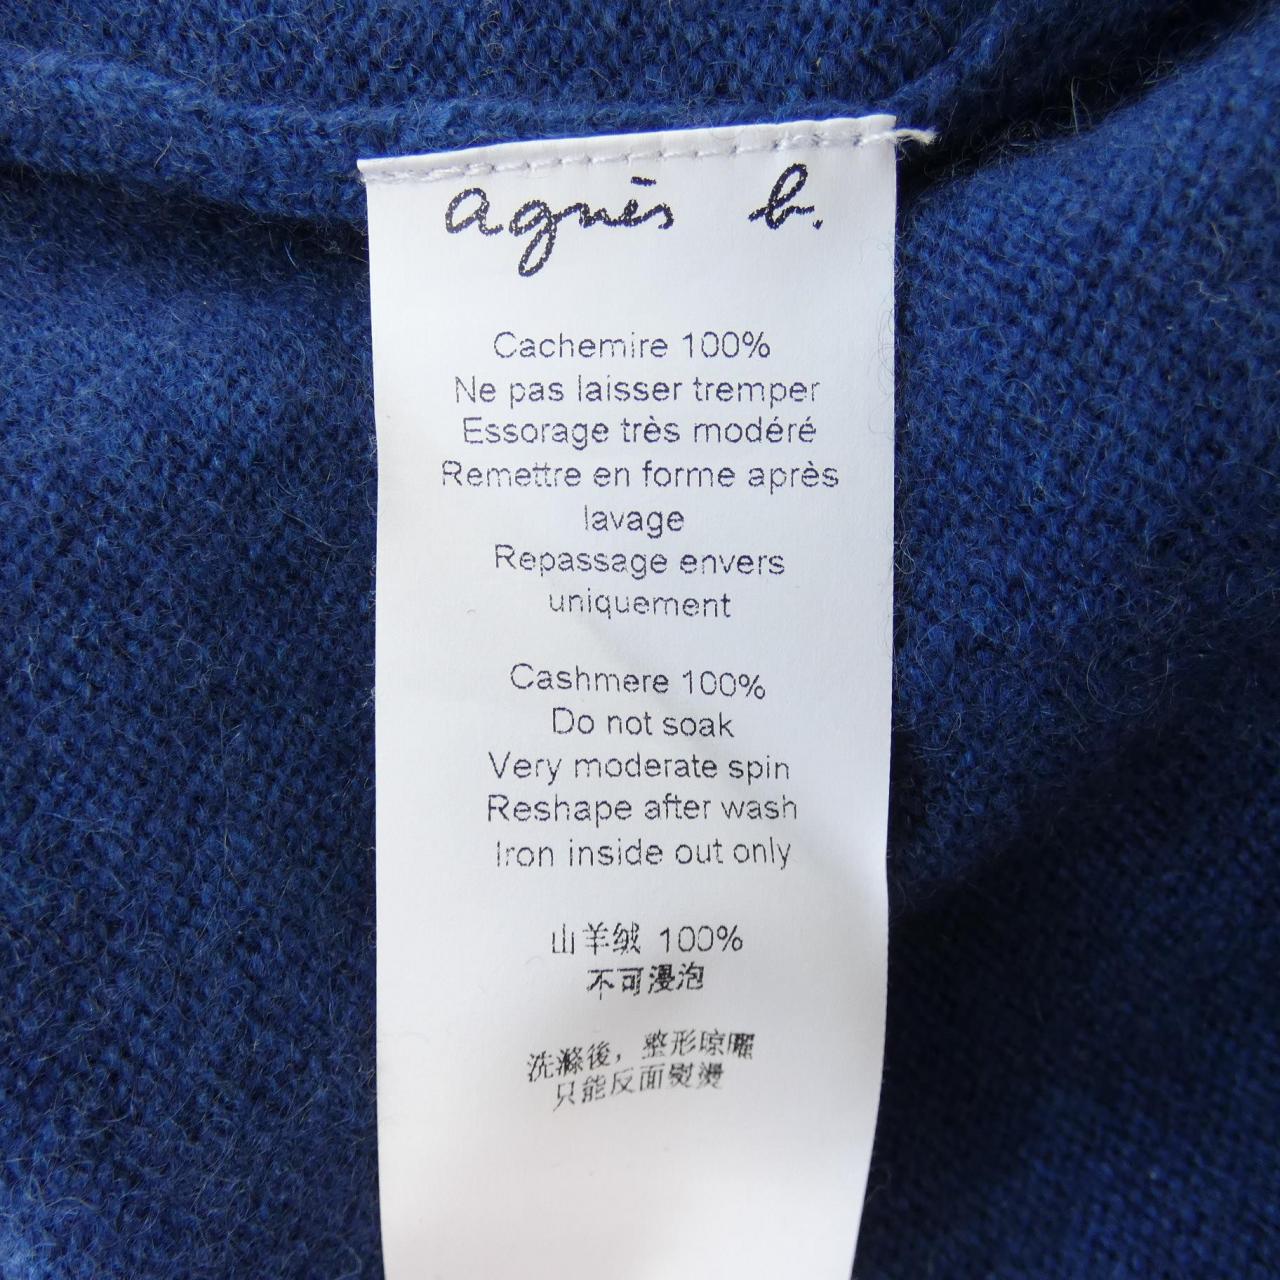 agnès b.
Cachemire 100%
Ne pas laisser tremper
Essorage très modéré
Remettre en forme après
lavage
Repassage envers
uniquement
Cashmere 100%
Do not soak
Very moderate spin
Reshape after wash
Iron inside out only
山羊绒 100%
不可浸泡
洗滌後，整形晾曬
只能反面熨燙